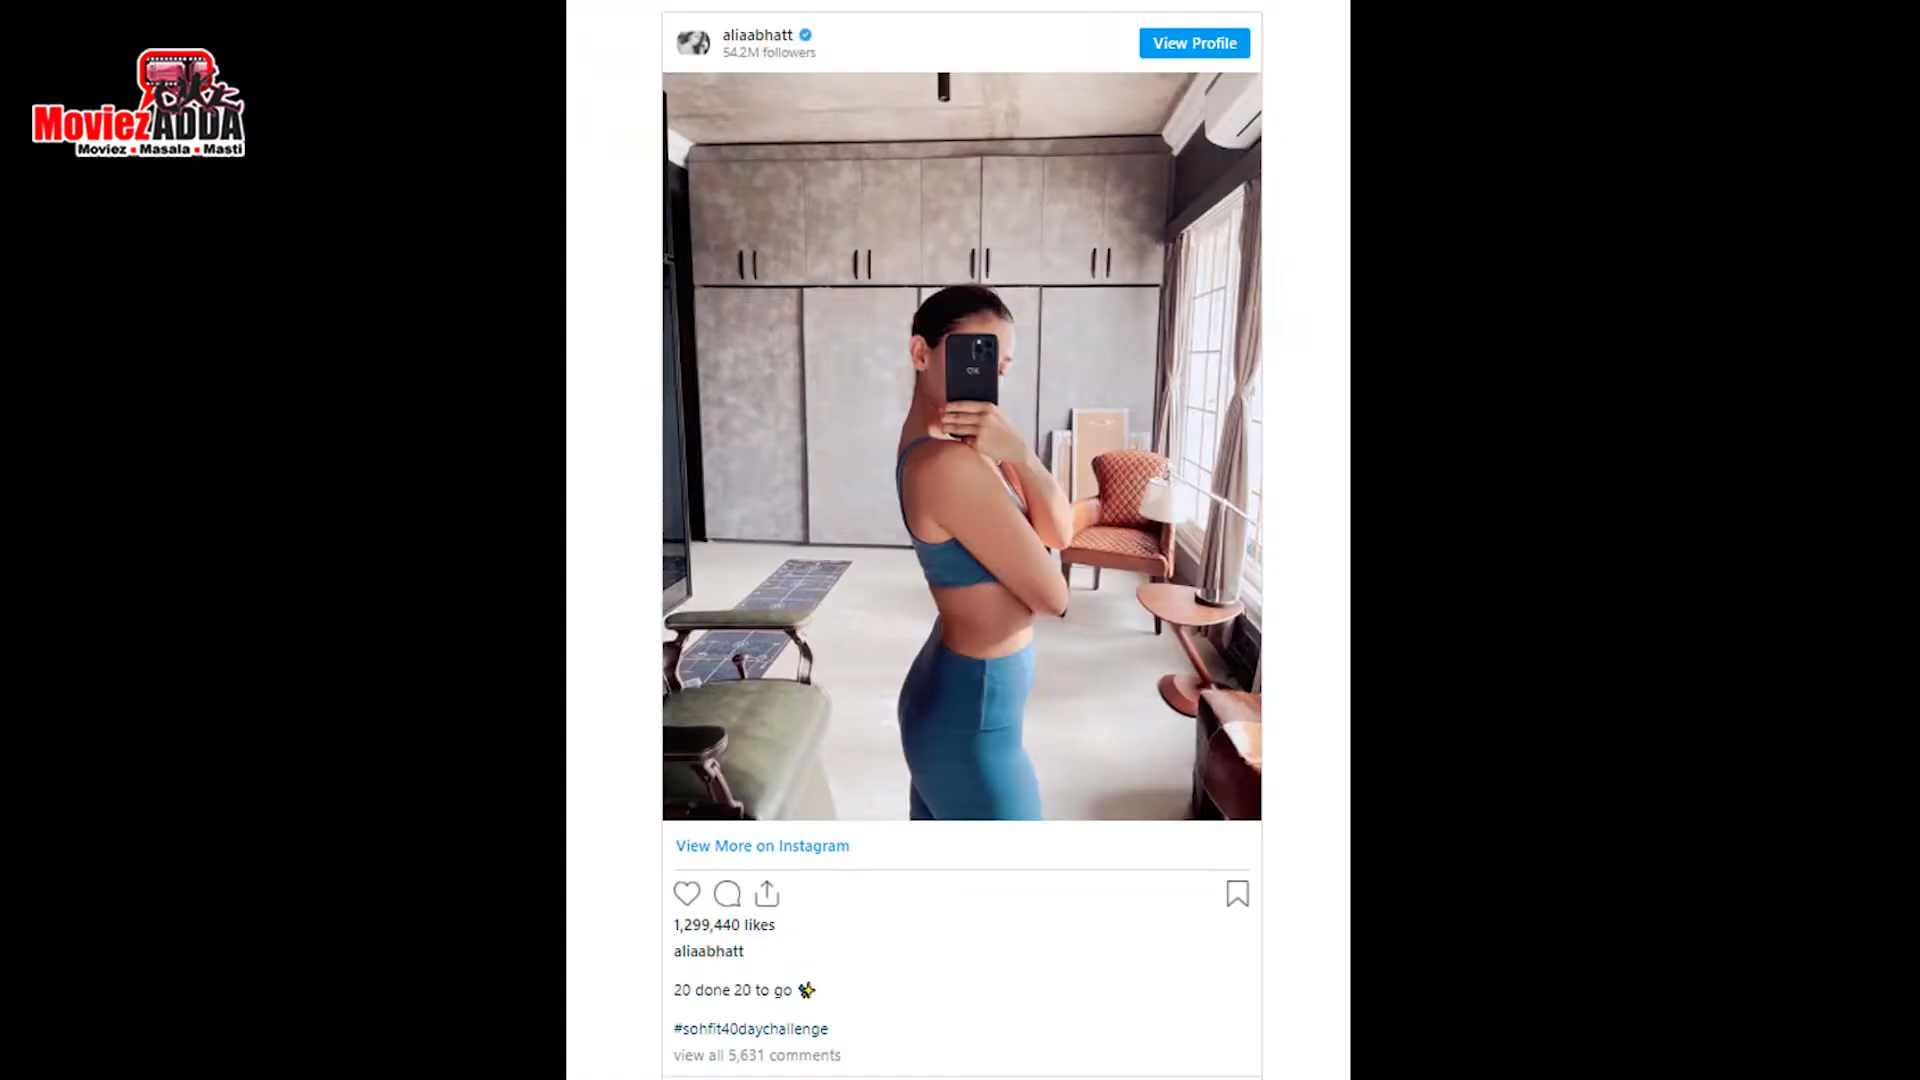 MoviezADDA
Moviez • Masala • Masti
aliaabhatt
54.2M followers
View Profile
View More on Instagram
1,299,440 likes
aliaabhatt
20 done 20 to go ✨
#sohfit40daychallenge
view all 5,631 comments